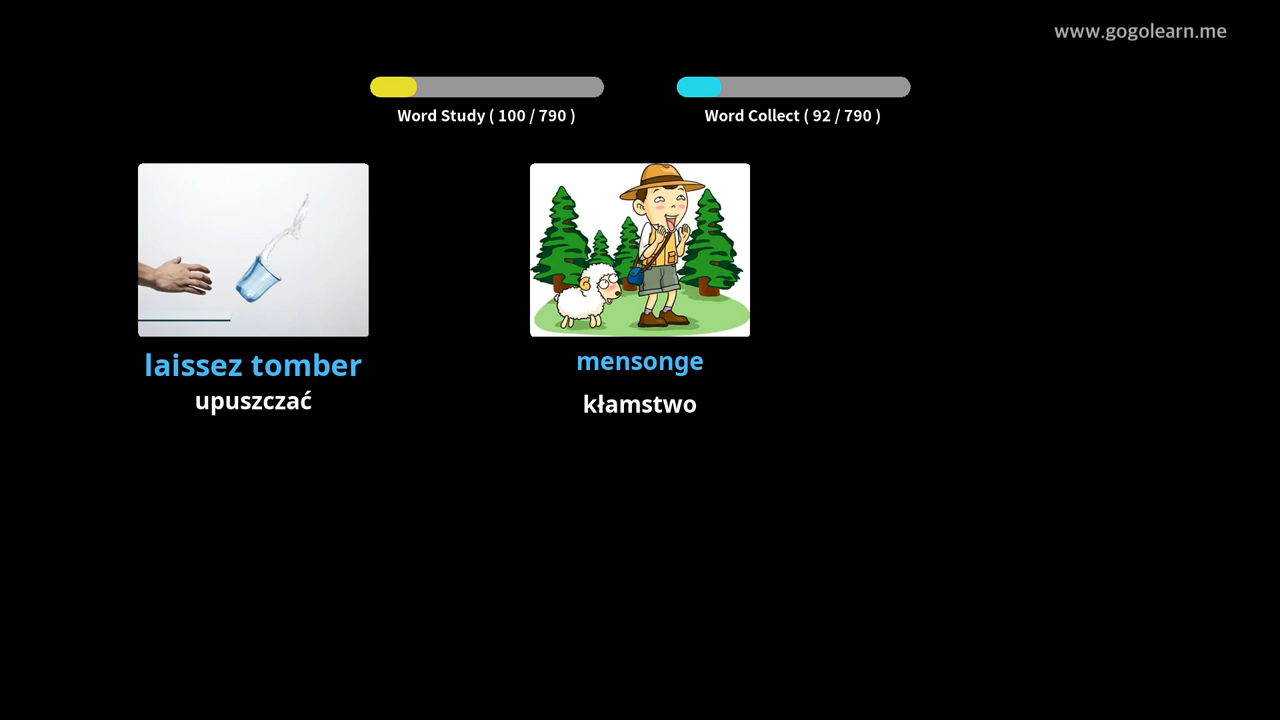 www.gogolearn.me
Word Study ( 100 / 790 )
Word Collect ( 92 / 790 )
laissez tomber
upuszczać
mensonge
kłamstwo